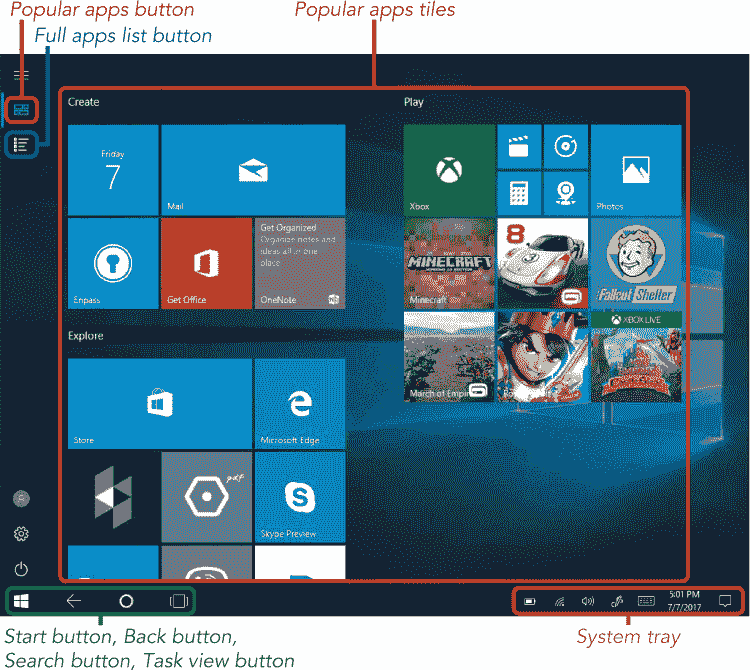 Popular apps button
Popular apps tiles
Full apps list button
Create
Play
Friday
7
Mail
Xbox
Photos
Enpass
Get Office
Get Organized
Organize notes and
ideas all in one
place
OneNote
MINECRAFT
Minecraft
8
Fallout Shelter
Explore
XBOX LIVE
March of Empires
Store
Microsoft Edge
pdf
Skype Preview
5:01 PM
7/7/2017
Start button, Back button,
Search button, Task view button
System tray